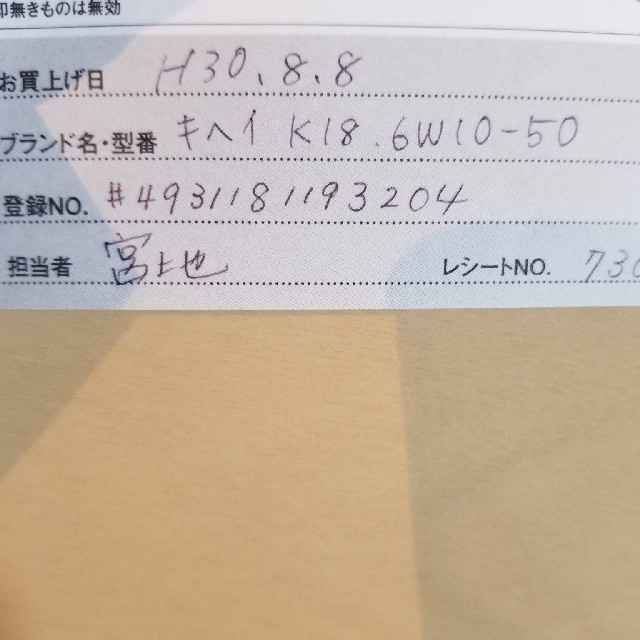 印無きものは無効
お買上げ日 H30.8.8
ブランド名・型番 キヘイ K18.6W10-50
登録NO. #4931181193204
担当者 宮上地 レシートNO. 730